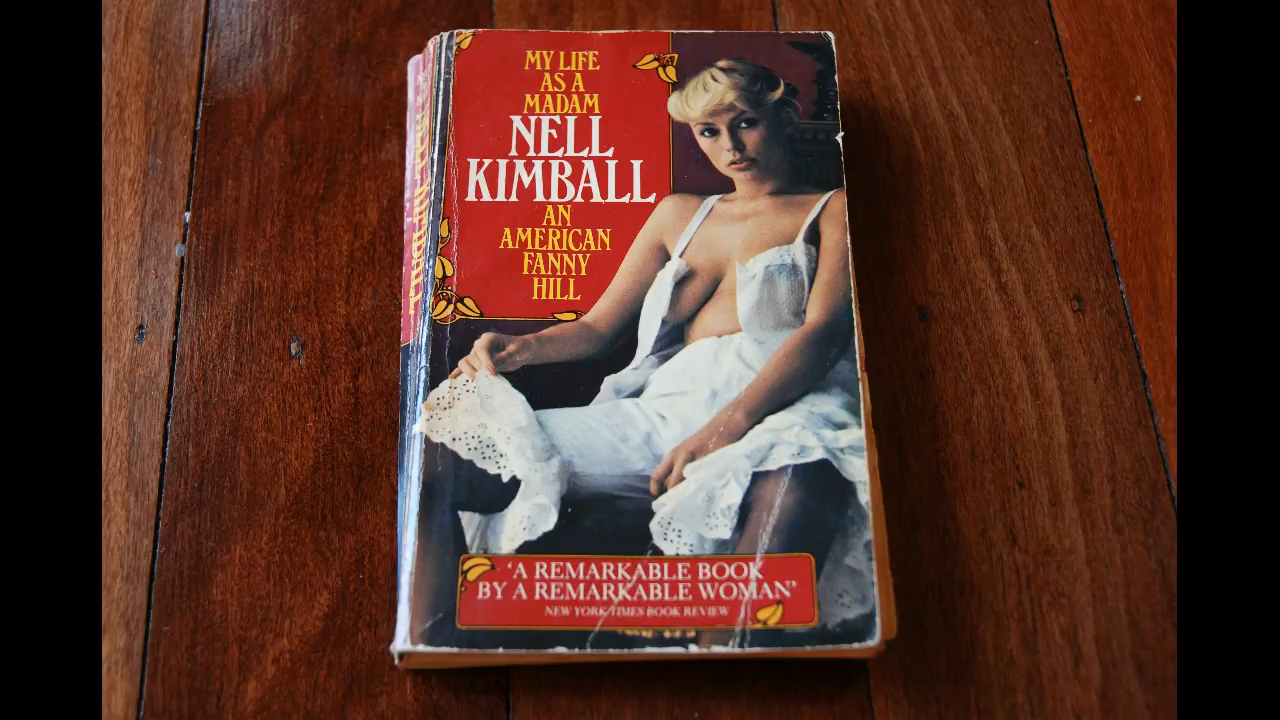 MY LIFE
AS A
MADAM
NELL
KIMBALL
AN
AMERICAN
FANNY
HILL
'A REMARKABLE BOOK
BY A REMARKABLE WOMAN'
NEW YORK TIMES BOOK REVIEW
KIMBALL